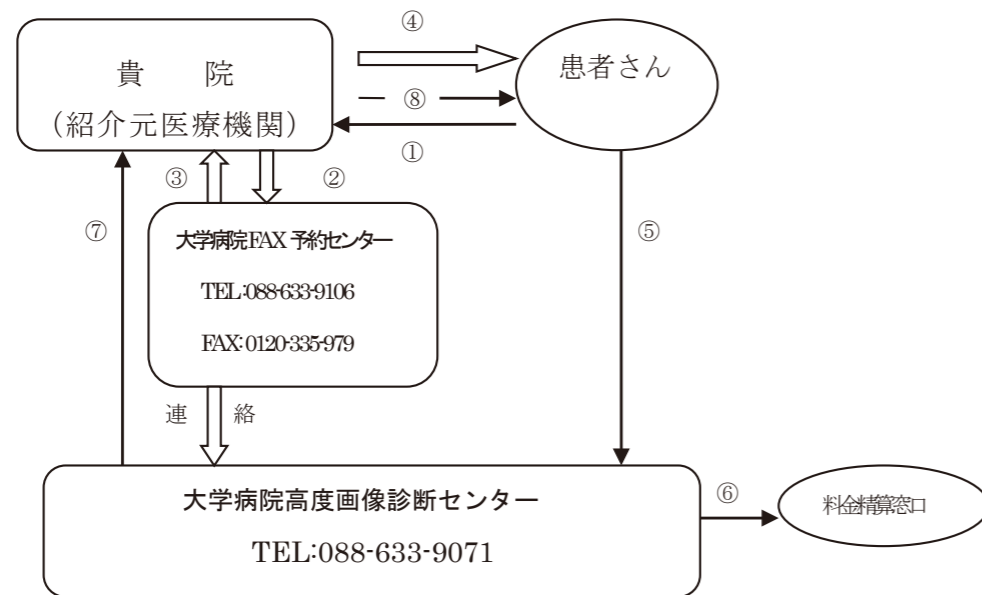 ④
貴 院
(紹介元医療機関)
患者さん
⑧
①
③
②
⑦
⑤
大学病院FAX 予約センター
TEL:088-633-9106
FAX:0120-335-979
連 絡
大学病院高度画像診断センター
TEL:088-633-9071
⑥
料金精算窓口